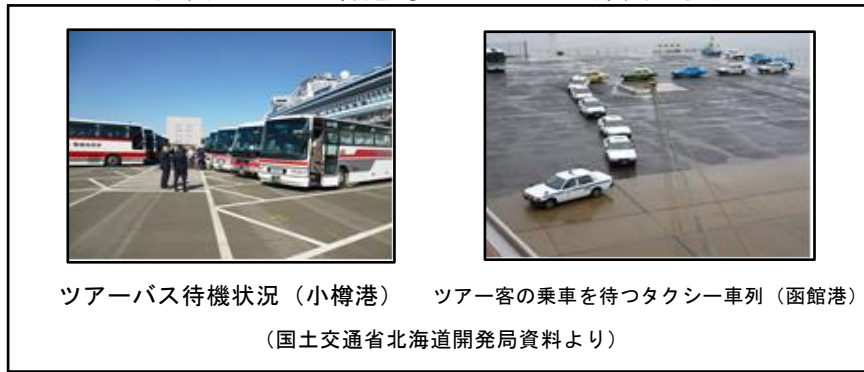 ツアーバス待機状況（小樽港）
ツアー客の乗車を待つタクシー車列（函館港）
（国土交通省北海道開発局資料より）